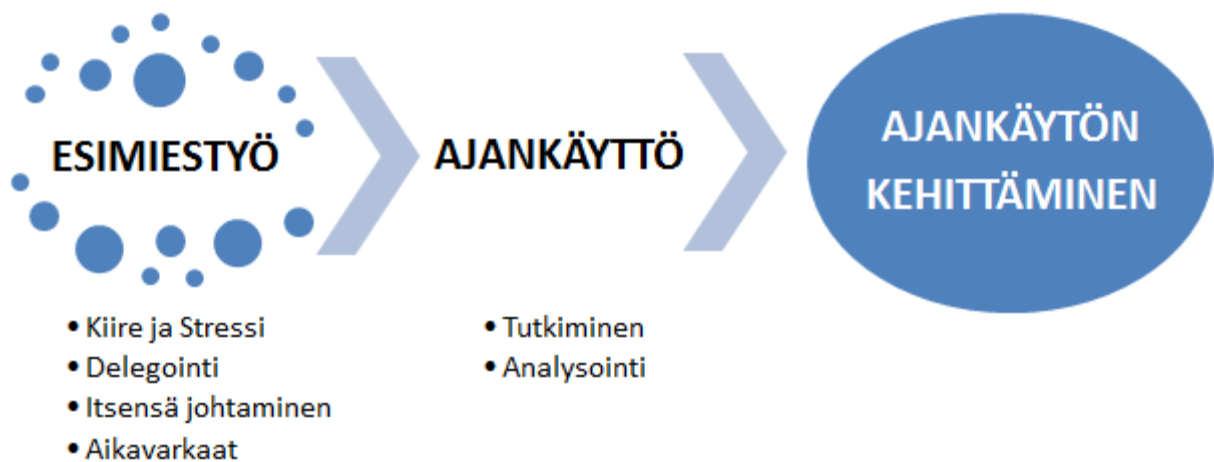 ESIMIESTYÖ
• Kiire ja Stressi
• Delegointi
• Itsensä johtaminen
• Aikavarkaat
AJANKÄYTTÖ
• Tutkiminen
• Analysointi
AJANKÄYTÖN
KEHITTÄMINEN